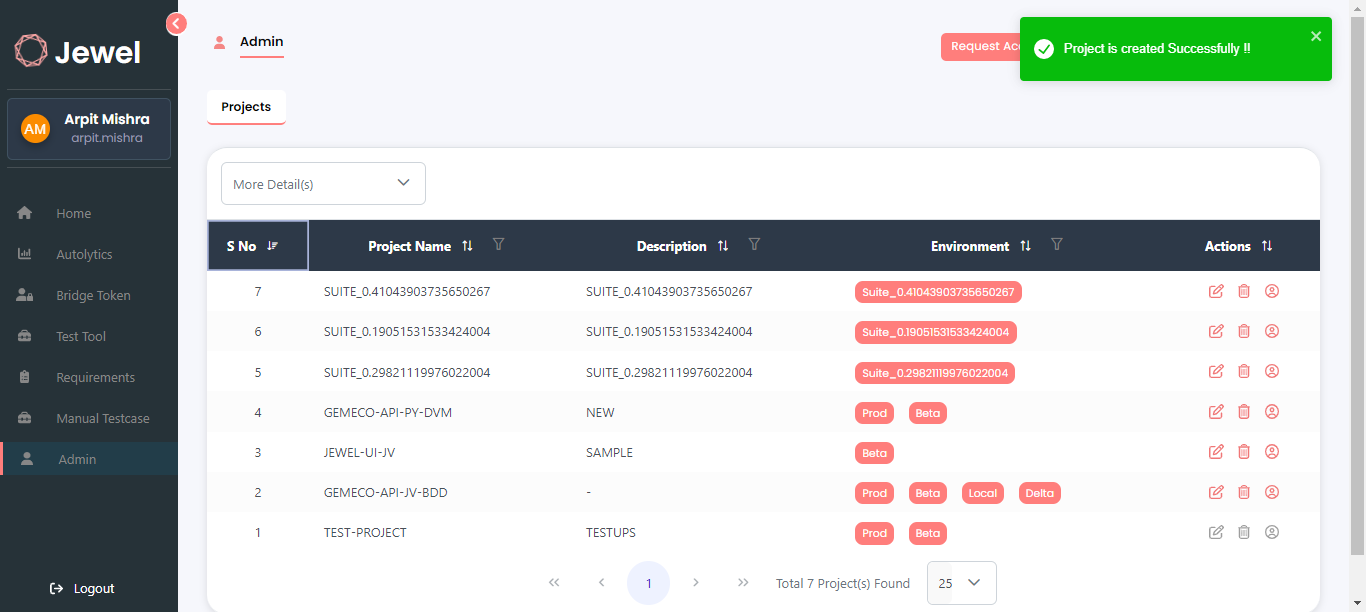 Jewel
AM
Arpit Mishra
arpit.mishra
Home
Autolytics
Bridge Token
Test Tool
Requirements
Manual Testcase
Admin
Logout
Admin
Request
Project is created Successfully !!
Projects
More Detail(s)
S No Project Name Description Environment Actions
7 SUITE_0.41043903735650267 SUITE_0.41043903735650267 Suite_0.41043903735650267
6 SUITE_0.19051531533424004 SUITE_0.19051531533424004 Suite_0.19051531533424004
5 SUITE_0.29821119976022004 SUITE_0.29821119976022004 Suite_0.29821119976022004
4 GEMECO-API-PY-DVM NEW Prod Beta
3 JEWEL-UI-JV SAMPLE Beta
2 GEMECO-API-JV-BDD - Prod Beta Local Delta
1 TEST-PROJECT TESTUPS Prod Beta
1 Total 7 Project(s) Found 25